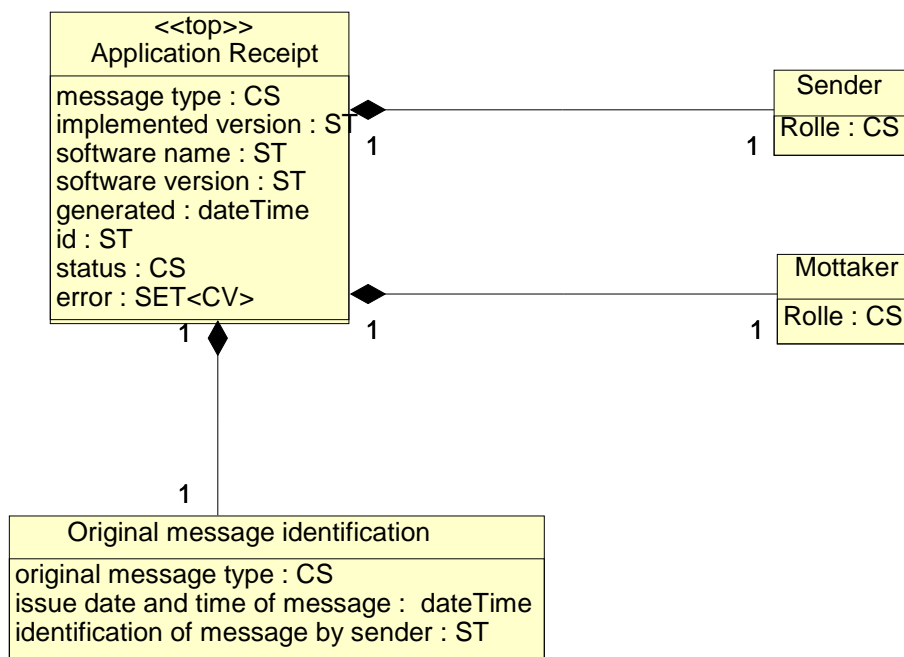 <<top>>
Application Receipt
message type : CS
implemented version : ST
software name : ST
software version : ST
generated : dateTime
id : ST
status : CS
error : SET<CV>
1
1
Sender
Rolle : CS
1
1
Mottaker
Rolle : CS
1
1
Original message identification
original message type : CS
issue date and time of message :  dateTime
identification of message by sender : ST